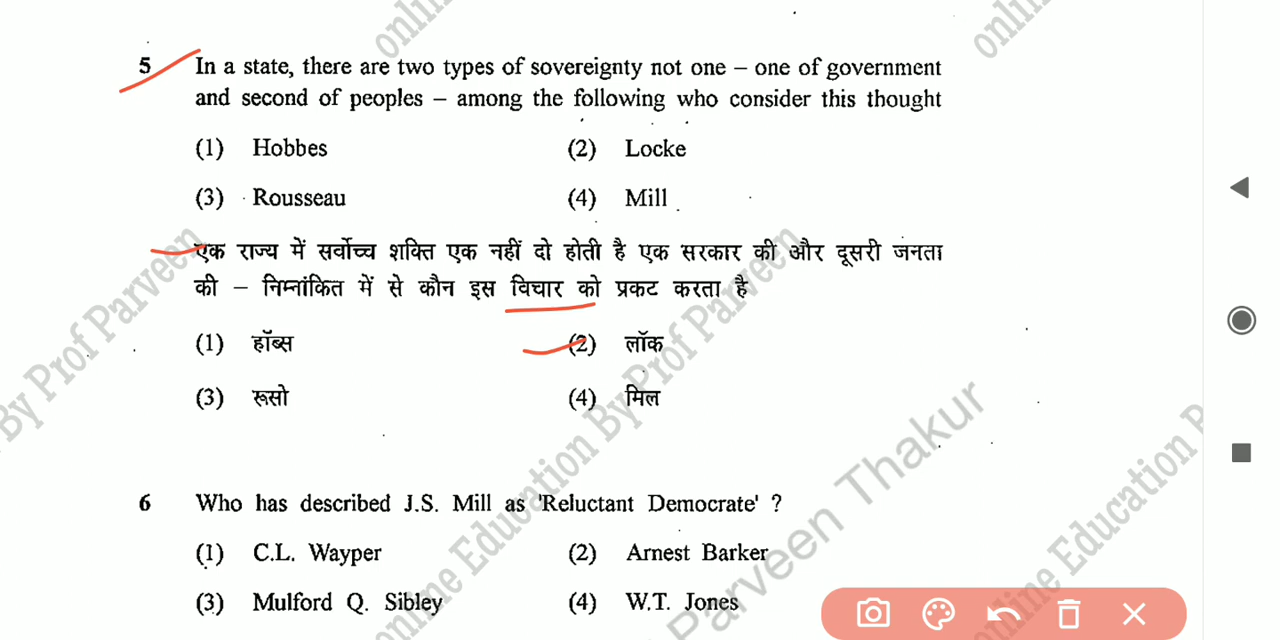 5 In a state, there are two types of sovereignty not one – one of government
and second of peoples – among the following who consider this thought
(1) Hobbes (2) Locke
(3) Rousseau (4) Mill
एक राज्य में सर्वोच्च शक्ति एक नहीं दो होती है एक सरकार की और दूसरी जनता
की – निम्नांकित में से कौन इस विचार को प्रकट करता है
(1) हॉब्स (2) लॉक
(3) रूसो (4) मिल
6 Who has described J.S. Mill as 'Reluctant Democrate' ?
(1) C.L. Wayper (2) Arnest Barker
(3) Mulford Q. Sibley (4) W.T. Jones
By Prof Parveen
online Education By Prof Parveen
Parveen Thakur
online Education P